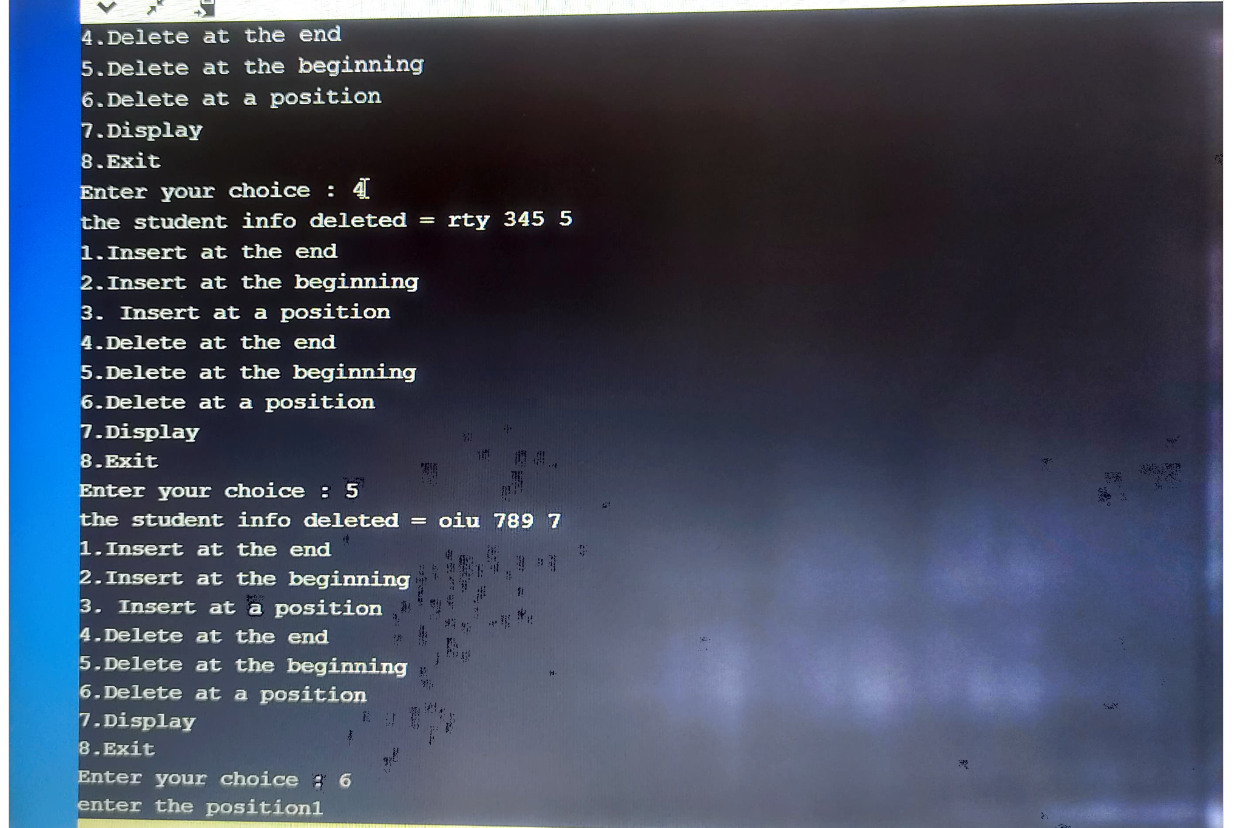 4.Delete at the end
5.Delete at the beginning
6.Delete at a position
7.Display
8.Exit
Enter your choice : 4
the student info deleted = rty 345 5
1.Insert at the end
2.Insert at the beginning
3. Insert at a position
4.Delete at the end
5.Delete at the beginning
6.Delete at a position
7.Display
8.Exit
Enter your choice : 5
the student info deleted = oiu 789 7
1.Insert at the end
2.Insert at the beginning
3. Insert at a position
4.Delete at the end
5.Delete at the beginning
6.Delete at a position
7.Display
8.Exit
Enter your choice : 6
enter the position1